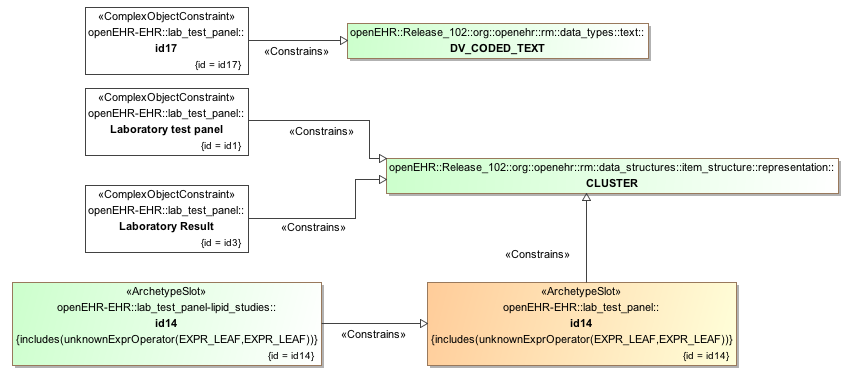 «ComplexObjectConstraint»
openEHR-EHR::lab_test_panel::
id17
{id = id17}
«Constrains»
openEHR::Release_102::org::openehr::rm::data_types::text::
DV_CODED_TEXT
«ComplexObjectConstraint»
openEHR-EHR::lab_test_panel::
Laboratory test panel
{id = id1}
«Constrains»
openEHR::Release_102::org::openehr::rm::data_structures::item_structure::representation::
CLUSTER
«ComplexObjectConstraint»
openEHR-EHR::lab_test_panel::
Laboratory Result
{id = id3}
«Constrains»
«Constrains»
«ArchetypeSlot»
openEHR-EHR::lab_test_panel-lipid_studies::
id14
{includes(unknownExprOperator(EXPR_LEAF,EXPR_LEAF))}
{id = id14}
«Constrains»
«ArchetypeSlot»
openEHR-EHR::lab_test_panel::
id14
{includes(unknownExprOperator(EXPR_LEAF,EXPR_LEAF))}
{id = id14}